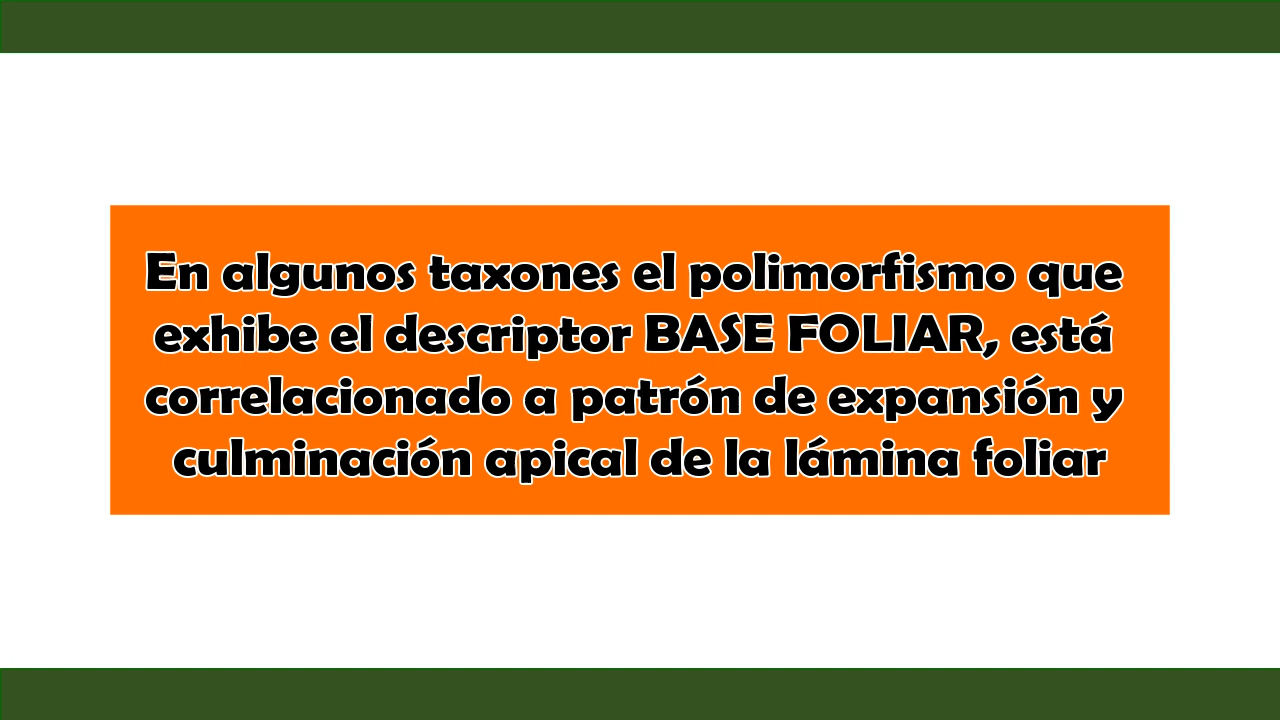 En algunos taxones el polimorfismo que
exhibe el descriptor BASE FOLIAR, está
correlacionado a patrón de expansión y
culminación apical de la lámina foliar